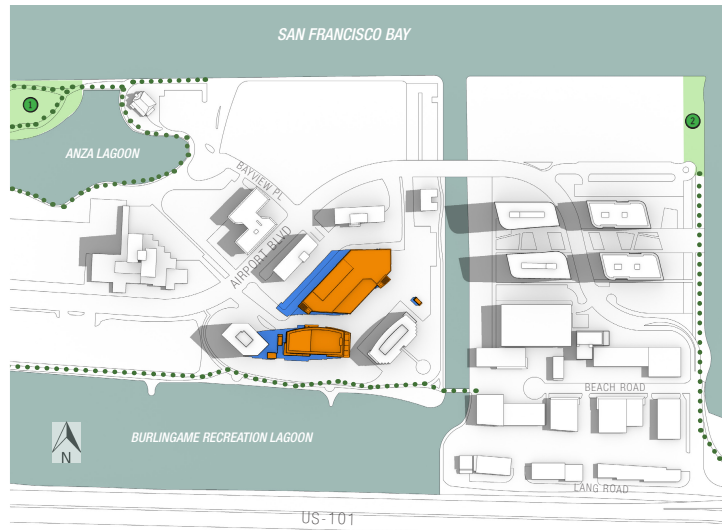 SAN FRANCISCO BAY
1
2
ANZA LAGOON
BAYVIEW PL
AIRPORT BLVD
BEACH ROAD
BURLINGAME RECREATION LAGOON
N
LANG ROAD
US-101